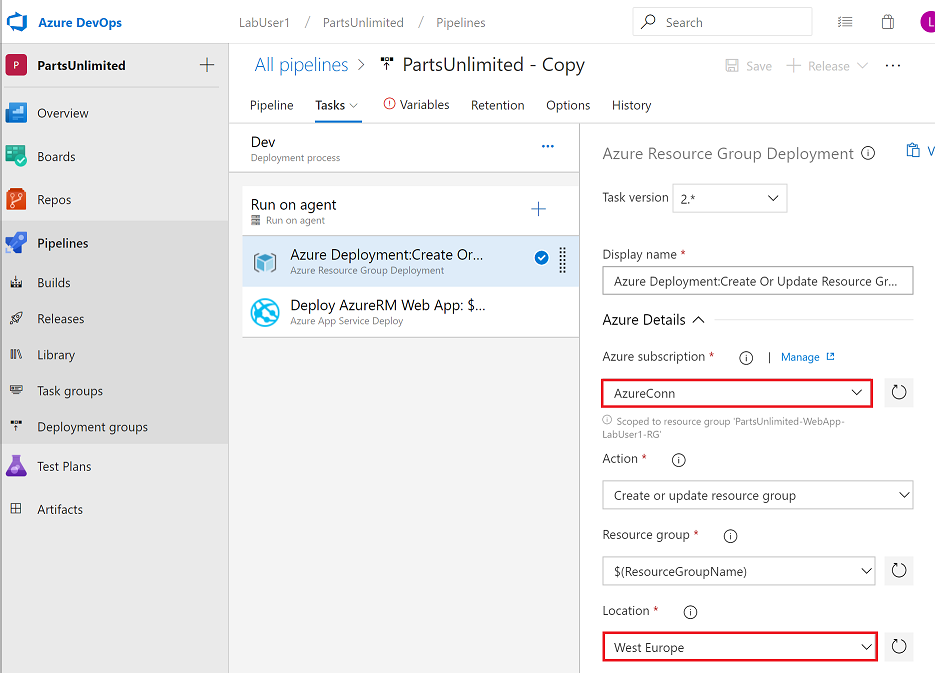 Azure DevOps
LabUser1 / PartsUnlimited / Pipelines
Search
L
P PartsUnlimited
Overview
Boards
Repos
Pipelines
Builds
Releases
Library
Task groups
Deployment groups
Test Plans
Artifacts
All pipelines > PartsUnlimited - Copy
Save
Release
...
Pipeline Tasks Variables Retention Options History
Dev
Deployment process
...
Run on agent
Run on agent
Azure Deployment:Create Or...
Azure Resource Group Deployment
Deploy AzureRM Web App: $...
Azure App Service Deploy
Azure Resource Group Deployment
V
Task version 2.*
Display name *
Azure Deployment:Create Or Update Resource Gr...
Azure Details
Azure subscription * | Manage
AzureConn
Scoped to resource group 'PartsUnlimited-WebApp-
LabUser1-RG'
Action *
Create or update resource group
Resource group *
$(ResourceGroupName)
Location *
West Europe